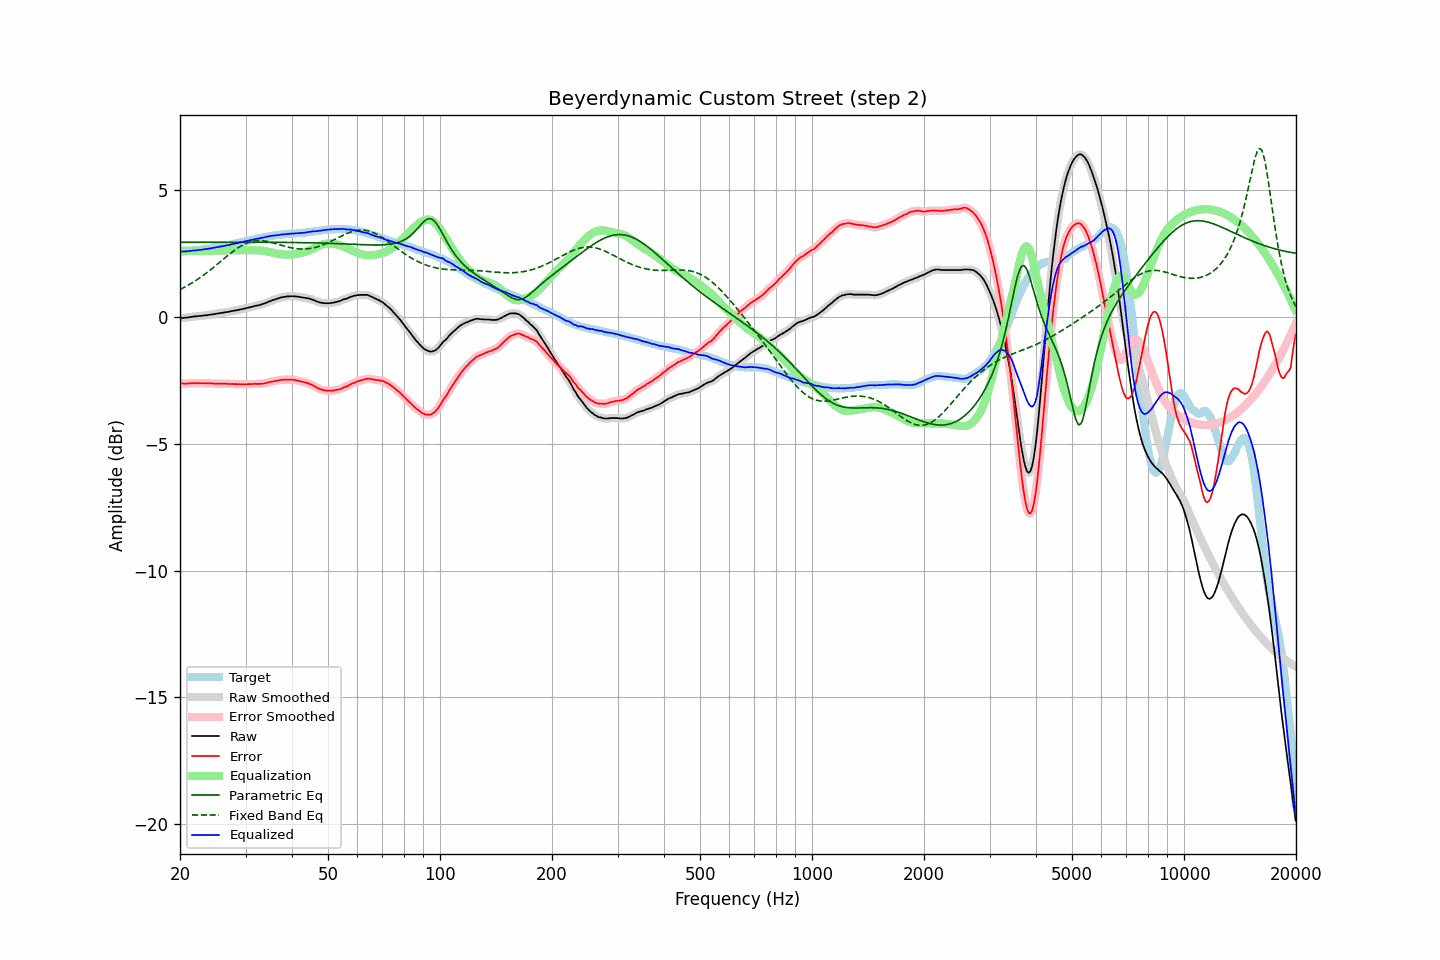 Beyerdynamic Custom Street (step 2)
Amplitude (dBr)
5
0
−5
−10
−15
−20
Target
Raw Smoothed
Error Smoothed
Raw
Error
Equalization
Parametric Eq
Fixed Band Eq
Equalized
20 50 100 200 500 1000 2000 5000 10000 20000
Frequency (Hz)